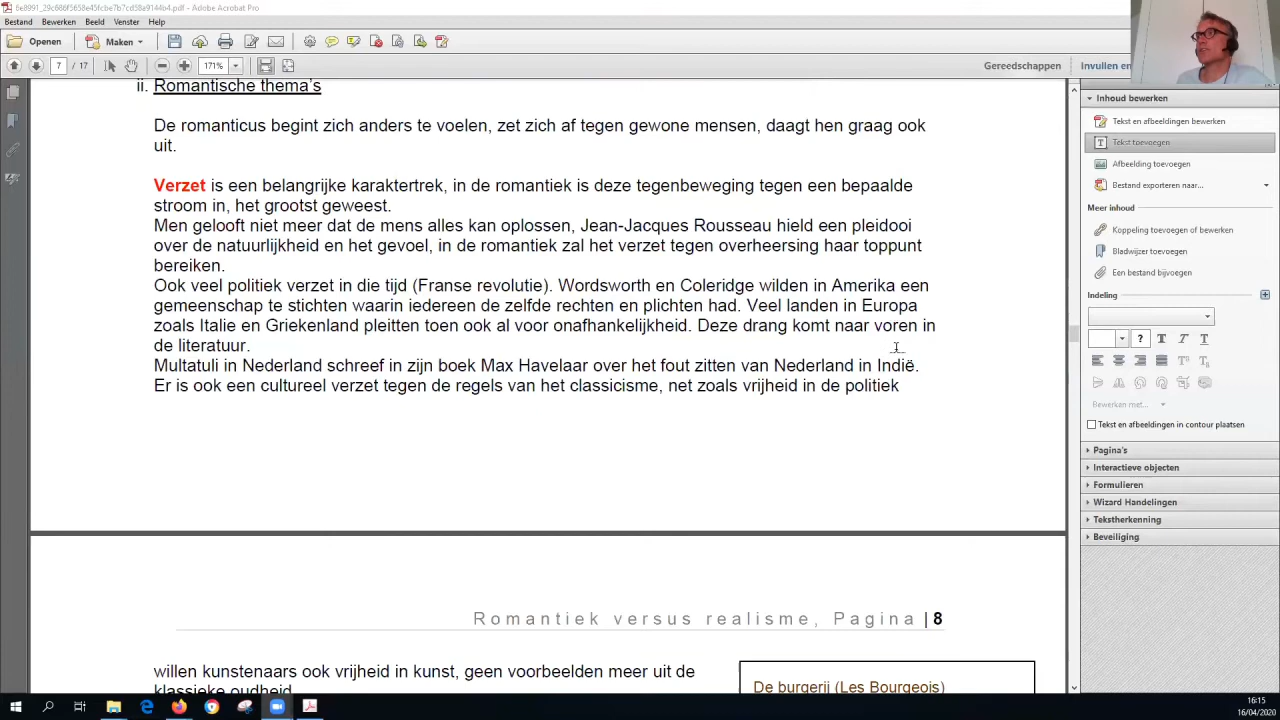 6e8991_29c686f5658e45fcbe7b7cd58e9144b4.pdf - Adobe Acrobat Pro
Bestand Bewerken Beeld Venster Help
Openen Maken
7 / 17 171% Gereedschappen Invullen en
ii. Romantische thema's
De romanticus begint zich anders te voelen, zet zich af tegen gewone mensen, daagt hen graag ook
uit.
Verzet is een belangrijke karaktertrek, in de romantiek is deze tegenbeweging tegen een bepaalde
stroom in, het grootst geweest.
Men gelooft niet meer dat de mens alles kan oplossen, Jean-Jacques Rousseau hield een pleidooi
over de natuurlijkheid en het gevoel, in de romantiek zal het verzet tegen overheersing haar toppunt
bereiken.
Ook veel politiek verzet in die tijd (Franse revolutie). Wordsworth en Coleridge wilden in Amerika een
gemeenschap te stichten waarin iedereen de zelfde rechten en plichten had. Veel landen in Europa
zoals Italie en Griekenland pleitten toen ook al voor onafhankelijkheid. Deze drang komt naar voren in
de literatuur.
Multatuli in Nederland schreef in zijn boek Max Havelaar over het fout zitten van Nederland in Indië.
Er is ook een cultureel verzet tegen de regels van het classicisme, net zoals vrijheid in de politiek
Romantiek versus realisme, Pagina |8
willen kunstenaars ook vrijheid in kunst, geen voorbeelden meer uit de
klassieke oudheid
De burgerij (Les Bourgeois)
Inhoud bewerken
Tekst en afbeeldingen bewerken
Tekst toevoegen
Afbeelding toevoegen
Bestand exporteren naar...
Meer inhoud
Koppeling toevoegen of bewerken
Bladwijzer toevoegen
Een bestand bijvoegen
Indeling
Bewerken met...
Tekst en afbeeldingen in contour plaatsen
Pagina's
Interactieve objecten
Formulieren
Wizard Handelingen
Tekstherkenning
Beveiliging
16:15
16/04/2020